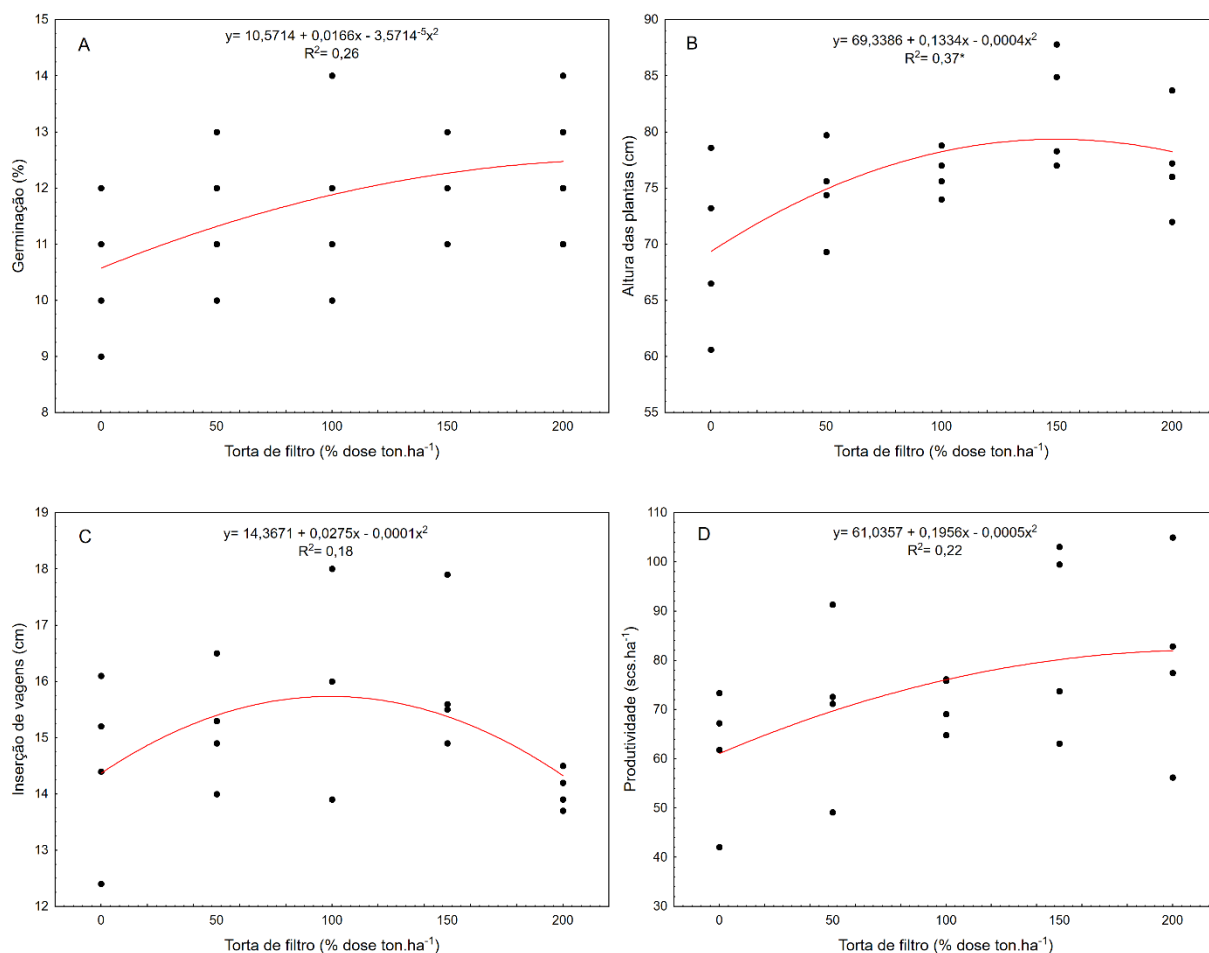 A
y= 10,5714 + 0,0166x - 3,5714⁻⁵x²
R²= 0,26
15
14
13
12
11
10
9
8
Germinação (%)
0 50 100 150 200
Torta de filtro (% dose ton.ha⁻¹)
B
y= 69,3386 + 0,1334x - 0,0004x²
R²= 0,37*
90
85
80
75
70
65
60
55
Altura das plantas (cm)
0 50 100 150 200
Torta de filtro (% dose ton.ha⁻¹)
C
y= 14,3671 + 0,0275x - 0,0001x²
R²= 0,18
19
18
17
16
15
14
13
12
Inserção de vagens (cm)
0 50 100 150 200
Torta de filtro (% dose ton.ha⁻¹)
D
y= 61,0357 + 0,1956x - 0,0005x²
R²= 0,22
110
100
90
80
70
60
50
40
30
Produtividade (scs.ha⁻¹)
0 50 100 150 200
Torta de filtro (% dose ton.ha⁻¹)